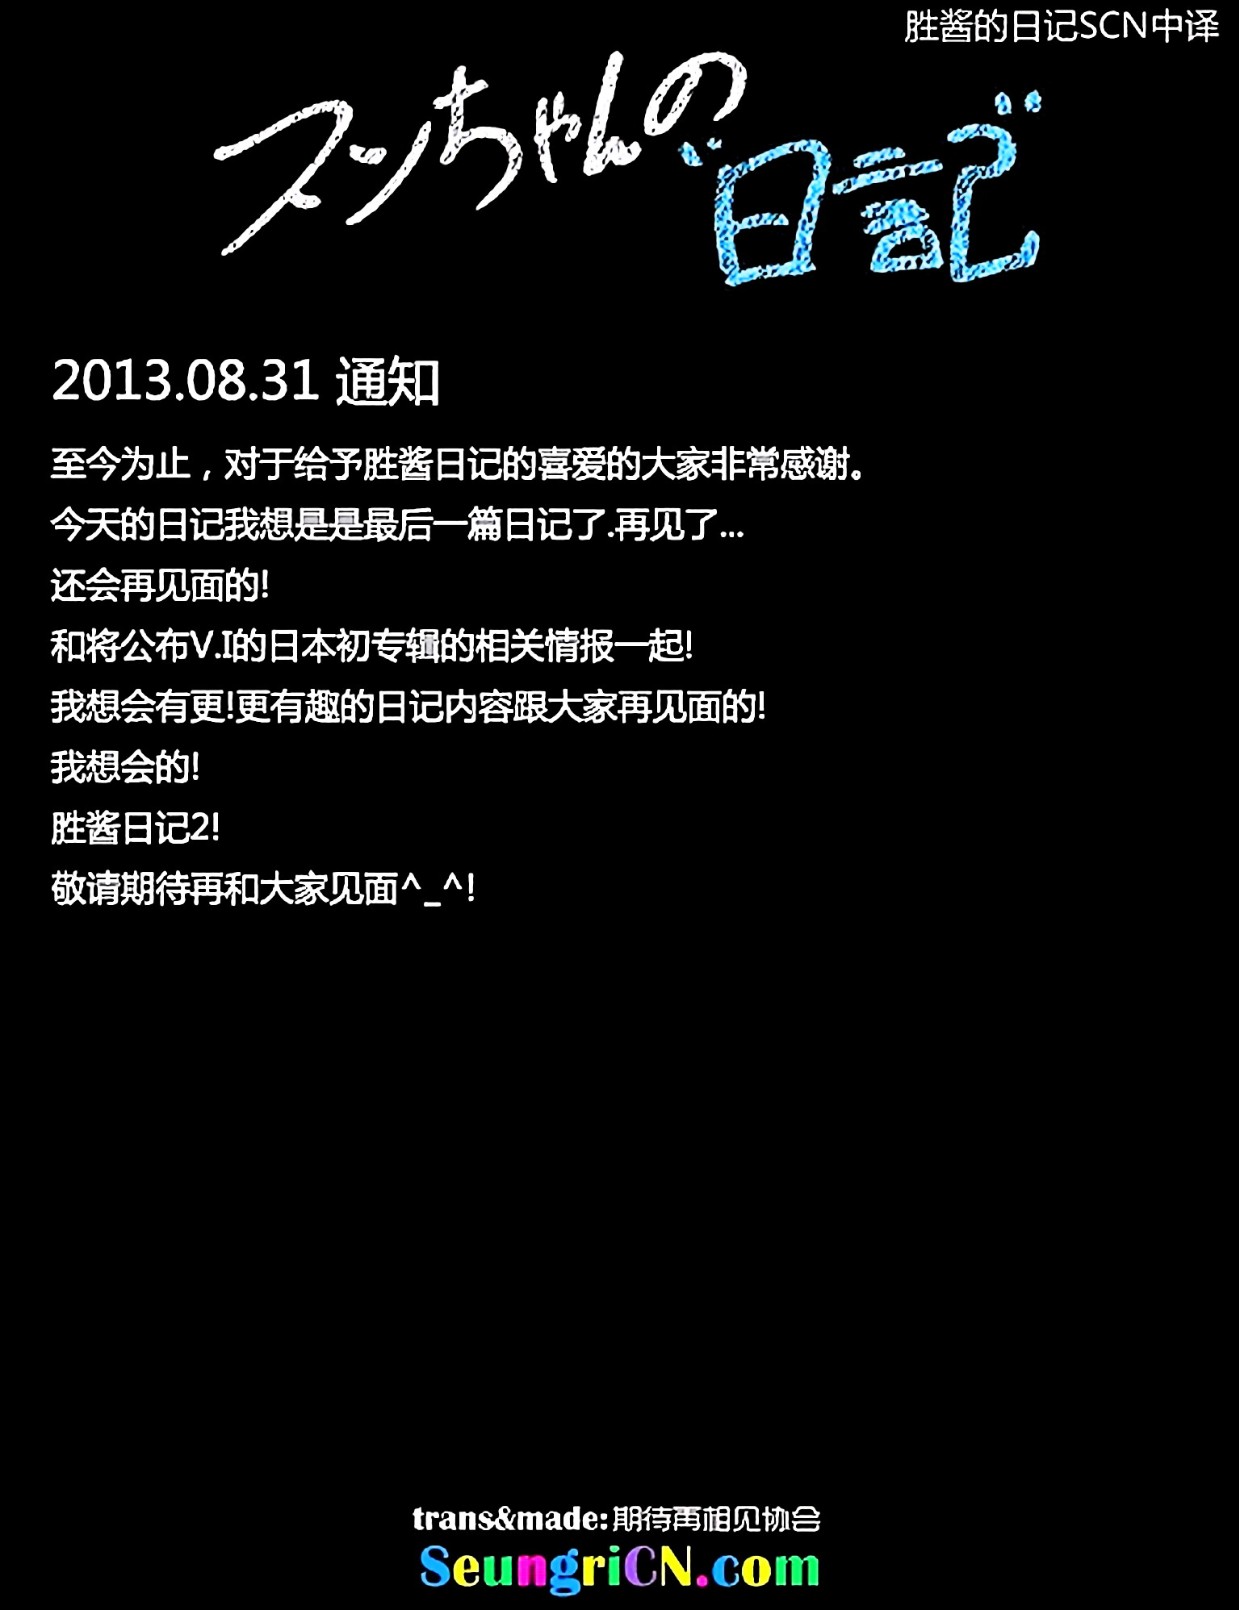 胜酱的日记SCN中译
スンちゃんの
日記
2013.08.31 通知
至今为止，对于给予胜酱日记的喜爱的大家非常感谢。
今天的日记我想是是最后一篇日记了.再见了...
还会再见面的!
和将公布V.I的日本初专辑的相关情报一起!
我想会有更!更有趣的日记内容跟大家再见面的!
我想会的!
胜酱日记2!
敬请期待再和大家见面^_^!
trans&made:期待再相见协会
SeungriCN.com